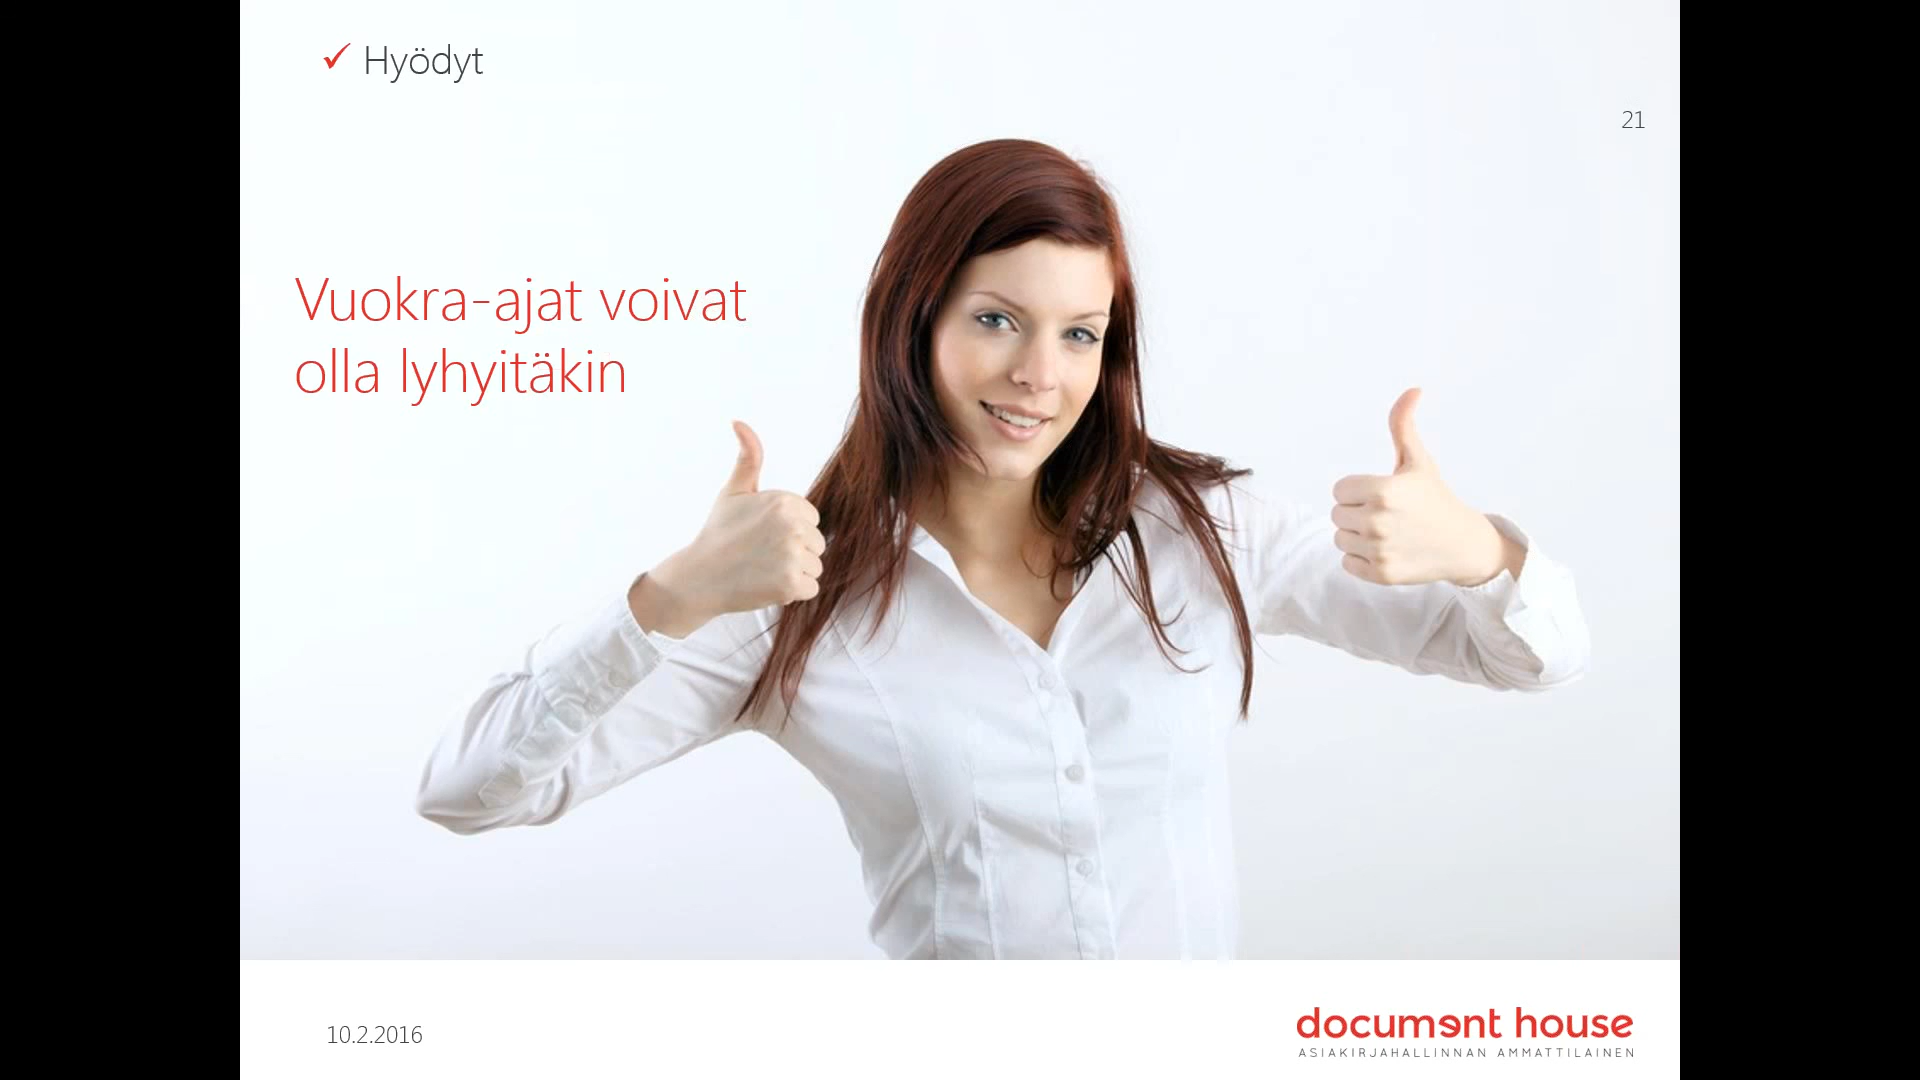 ✓ Hyödyt
21
Vuokra-ajat voivat
olla lyhyitäkin
10.2.2016
document house
ASIAKIRJAHALLINNAN AMMATTILAINEN